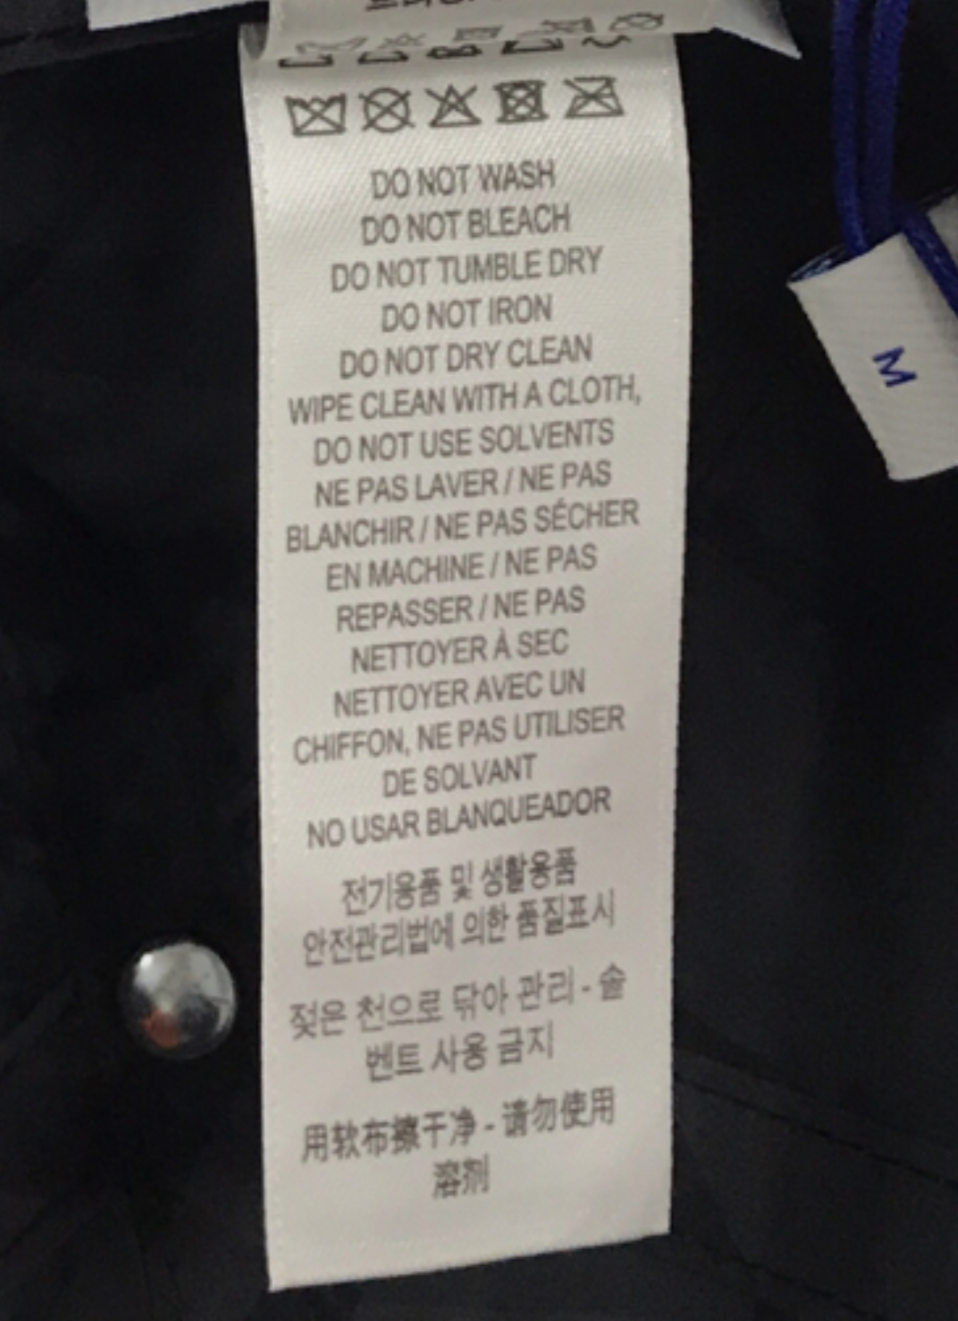 DO NOT WASH
DO NOT BLEACH
DO NOT TUMBLE DRY
DO NOT IRON
DO NOT DRY CLEAN
WIPE CLEAN WITH A CLOTH,
DO NOT USE SOLVENTS
NE PAS LAVER / NE PAS
BLANCHIR / NE PAS SÉCHER
EN MACHINE / NE PAS
REPASSER / NE PAS
NETTOYER À SEC
NETTOYER AVEC UN
CHIFFON, NE PAS UTILISER
DE SOLVANT
NO USAR BLANQUEADOR
전기용품 및 생활용품
안전관리법에 의한 품질표시
젖은 천으로 닦아 관리 - 솔
벤트 사용 금지
用软布擦干净 - 请勿使用
溶剂
M